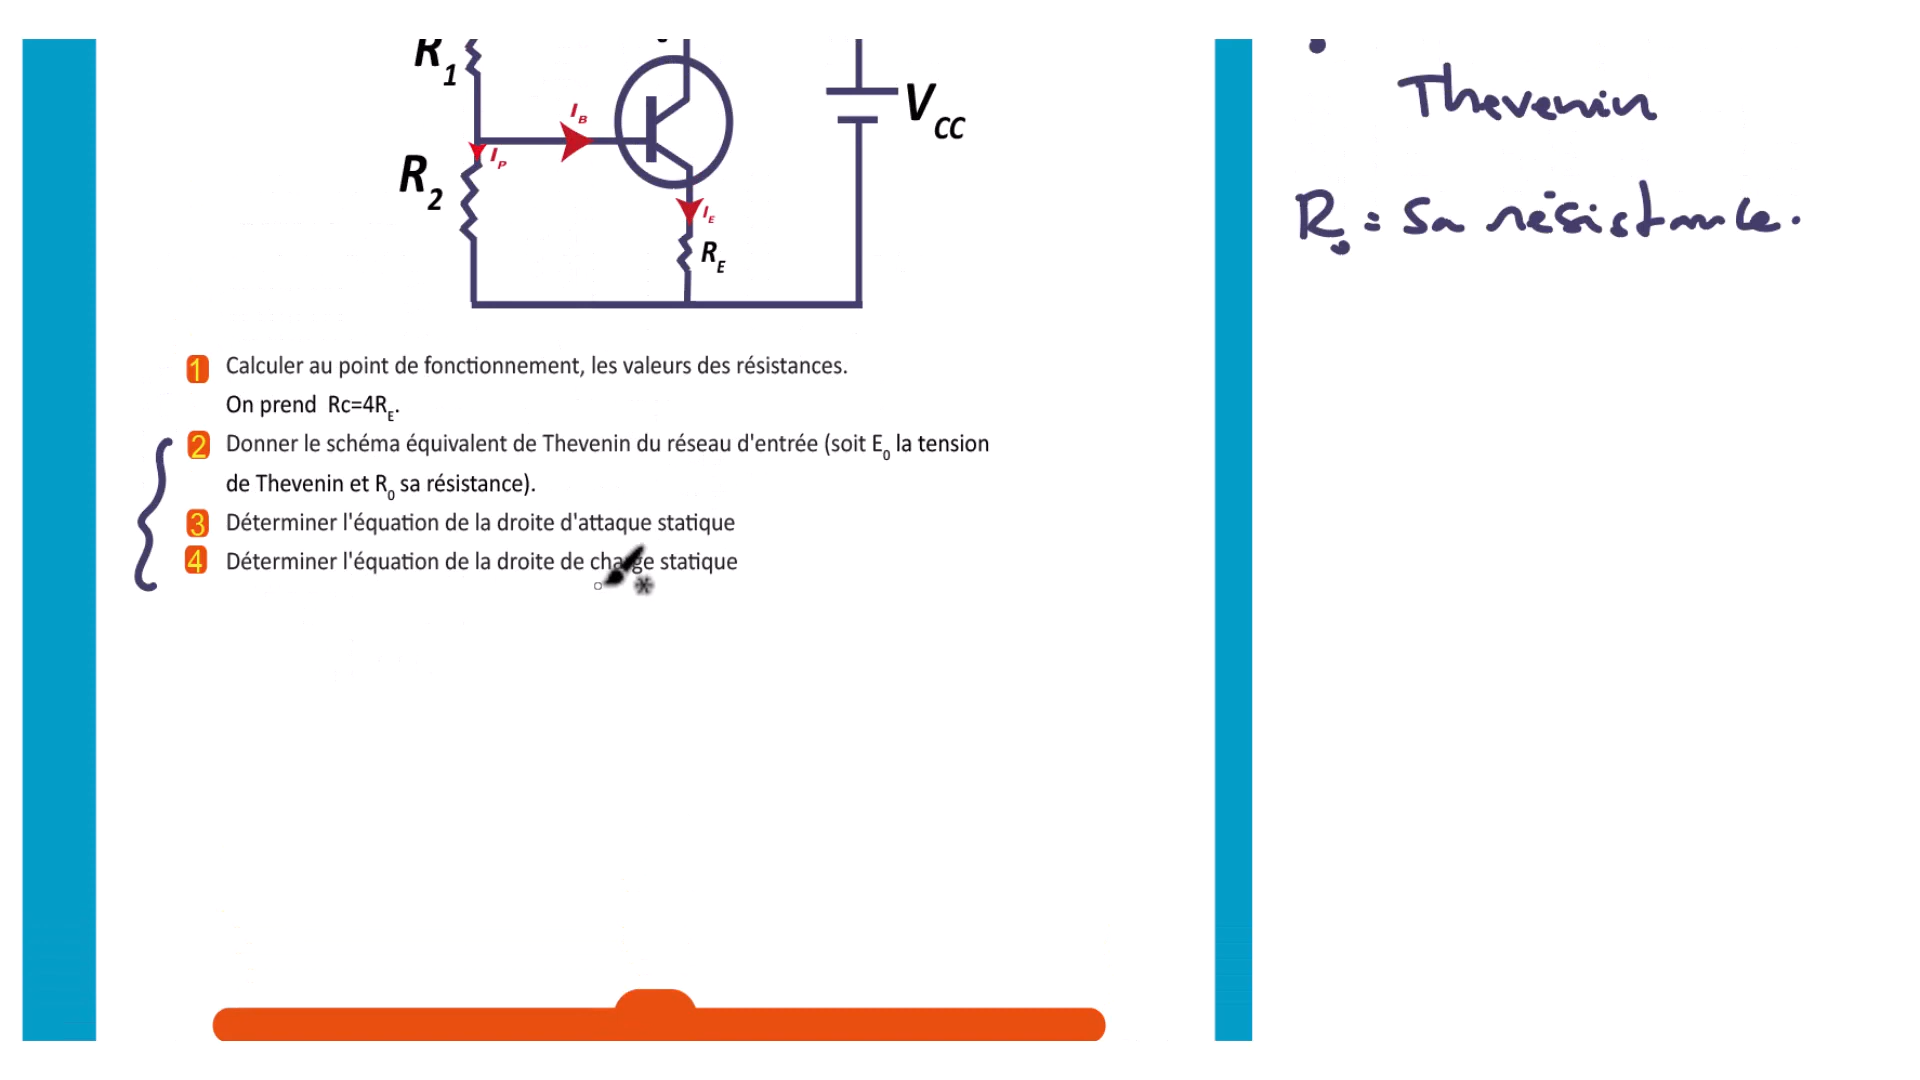 R1
IB
VCC
IP
R2
IE
RE
1 Calculer au point de fonctionnement, les valeurs des résistances.
On prend Rc=4RE.
2 Donner le schéma équivalent de Thevenin du réseau d'entrée (soit E0 la tension
de Thevenin et R0 sa résistance).
3 Déterminer l'équation de la droite d'attaque statique
4 Déterminer l'équation de la droite de charge statique
Thevenin
R0 = Sa résistance.